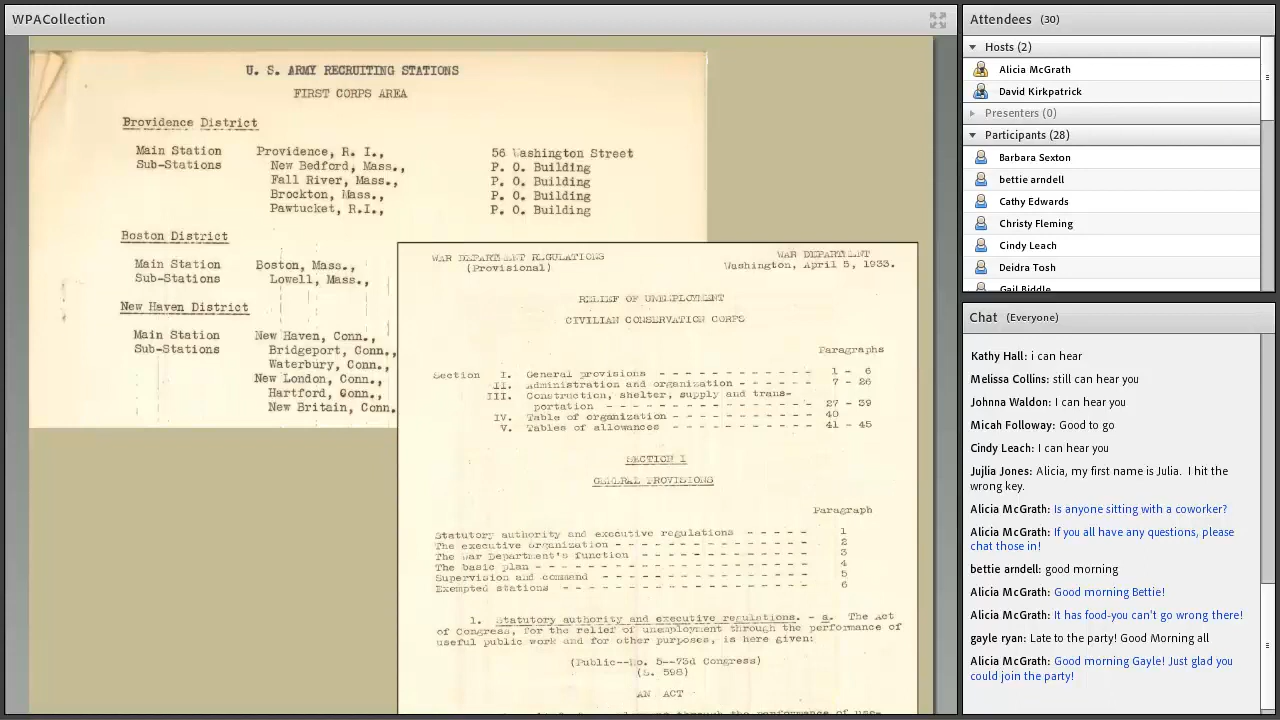 WPACollection
U. S. ARMY RECRUITING STATIONS
FIRST CORPS AREA
Providence District
Main Station Providence, R. I., 56 Washington Street
Sub-Stations New Bedford, Mass., P. O. Building
Fall River, Mass., P. O. Building
Brockton, Mass., P. O. Building
Pawtucket, R.I., P. O. Building
Boston District
Main Station Boston, Mass.,
Sub-Stations Lowell, Mass.,
New Haven District
Main Station New Haven, Conn.,
Sub-Stations Bridgeport, Conn.,
Waterbury, Conn.,
New London, Conn.,
Hartford, Conn.,
New Britain, Conn.
WAR DEPARTMENT REGULATIONS WAR DEPARTMENT
(Provisional) Washington, April 5, 1933.
RELIEF OF UNEMPLOYMENT
CIVILIAN CONSERVATION CORPS
Paragraphs
Section I. General provisions - - - - - - - - - - - 1 - 6
II. Administration and organization - - - - - - 7 - 26
III. Construction, shelter, supply and trans-
portation - - - - - - - - - - - - - - - 27 - 39
IV. Table of organization - - - - - - - - - - 40
V. Tables of allowances - - - - - - - - - - 41 - 45
SECTION I
GENERAL PROVISIONS
Paragraph
Statutory authority and executive regulations - - - - - 1
The executive organization - - - - - - - - - - - - - - 2
The War Department's function - - - - - - - - - - - - - 3
The basic plan - - - - - - - - - - - - - - - - - - - - 4
Supervision and command - - - - - - - - - - - - - - - - 5
Exempted stations - - - - - - - - - - - - - - - - - - - 6
1. Statutory authority and executive regulations. - a. The Act
of Congress, for the relief of unemployment through the performance of
useful public work and for other purposes, is here given:
(Public--No. 5--73d Congress)
(S. 598)
AN ACT
Attendees (30)
Hosts (2)
Alicia McGrath
David Kirkpatrick
Presenters (0)
Participants (28)
Barbara Sexton
bettie arndell
Cathy Edwards
Christy Fleming
Cindy Leach
Deidra Tosh
Gail Biddle
Chat (Everyone)
Kathy Hall: i can hear
Melissa Collins: still can hear you
Johnna Waldon: I can hear you
Micah Followay: Good to go
Cindy Leach: I can hear you
Jujlia Jones: Alicia, my first name is Julia. I hit the
wrong key.
Alicia McGrath: Is anyone sitting with a coworker?
Alicia McGrath: If you all have any questions, please
chat those in!
bettie arndell: good morning
Alicia McGrath: Good morning Bettie!
Alicia McGrath: It has food-you can't go wrong there!
gayle ryan: Late to the party! Good Morning all
Alicia McGrath: Good morning Gayle! Just glad you
could join the party!